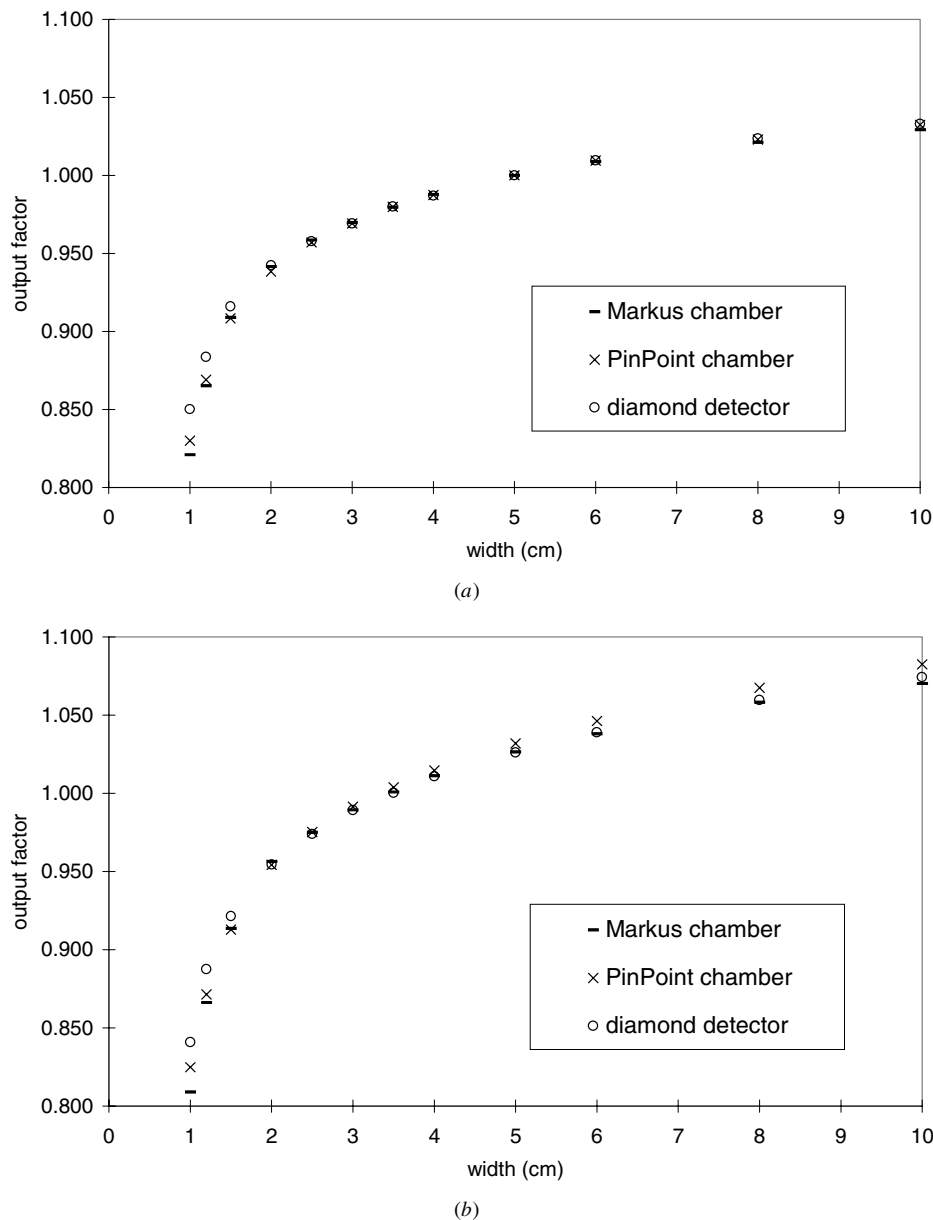 1.100
1.050
1.000
0.950
0.900
0.850
0.800
output factor
0 1 2 3 4 5 6 7 8 9 10
width (cm)
Markus chamber
PinPoint chamber
diamond detector
(a)
1.100
1.050
1.000
0.950
0.900
0.850
0.800
output factor
0 1 2 3 4 5 6 7 8 9 10
width (cm)
Markus chamber
PinPoint chamber
diamond detector
(b)